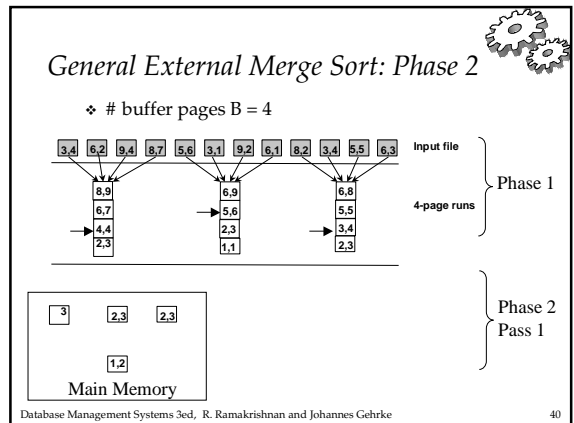 General External Merge Sort: Phase 2
❖ # buffer pages B = 4
3,4 6,2 9,4 8,7 5,6 3,1 9,2 6,1 8,2 3,4 5,5 6,3 Input file
8,9 6,9 6,8
6,7 5,6 5,5 4-page runs
4,4 2,3 3,4
2,3 1,1 2,3
Phase 1
3 2,3 2,3
1,2
Main Memory
Phase 2
Pass 1
Database Management Systems 3ed, R. Ramakrishnan and Johannes Gehrke 40